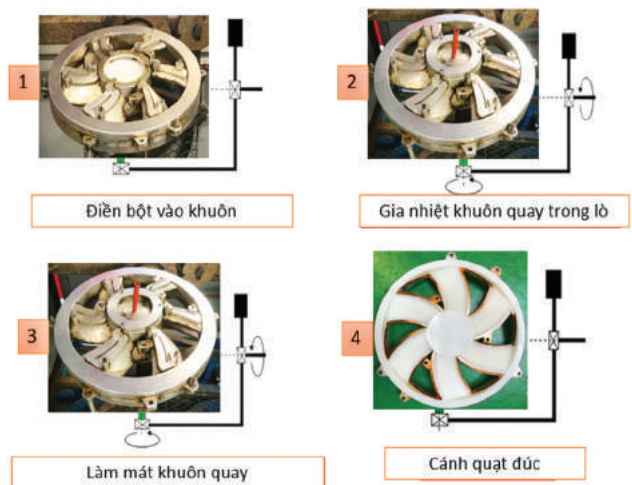 1
Điền bột vào khuôn
2
Gia nhiệt khuôn quay trong lò
3
Làm mát khuôn quay
4
Cánh quạt đúc